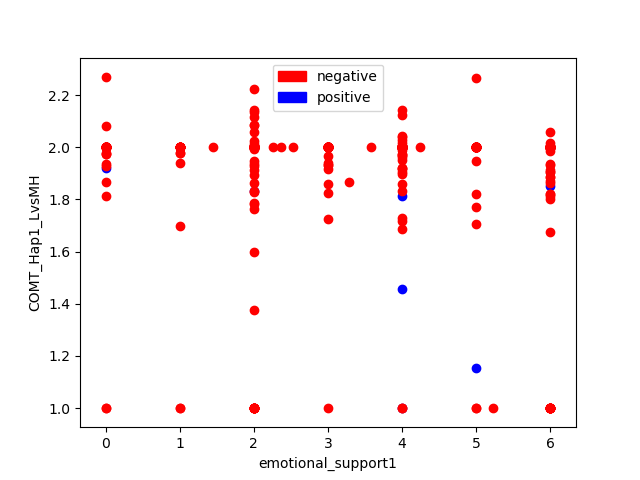 negative
positive
2.2
2.0
1.8
1.6
1.4
1.2
1.0
COMT_Hap1_LvsMH
0 1 2 3 4 5 6
emotional_support1